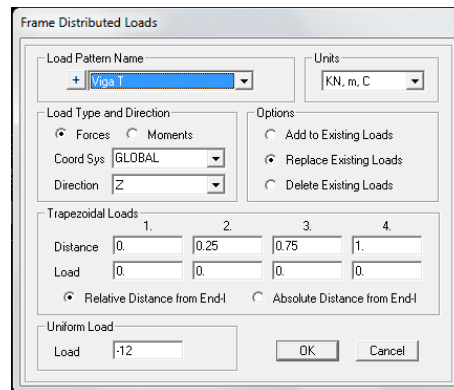 Frame Distributed Loads
Load Pattern Name
+ Viga T
Units
KN, m, C
Load Type and Direction
Forces Moments
Coord Sys GLOBAL
Direction Z
Options
Add to Existing Loads
Replace Existing Loads
Delete Existing Loads
Trapezoidal Loads
1. 2. 3. 4.
Distance 0. 0.25 0.75 1.
Load 0. 0. 0. 0.
Relative Distance from End-I Absolute Distance from End-I
Uniform Load
Load -12
OK Cancel